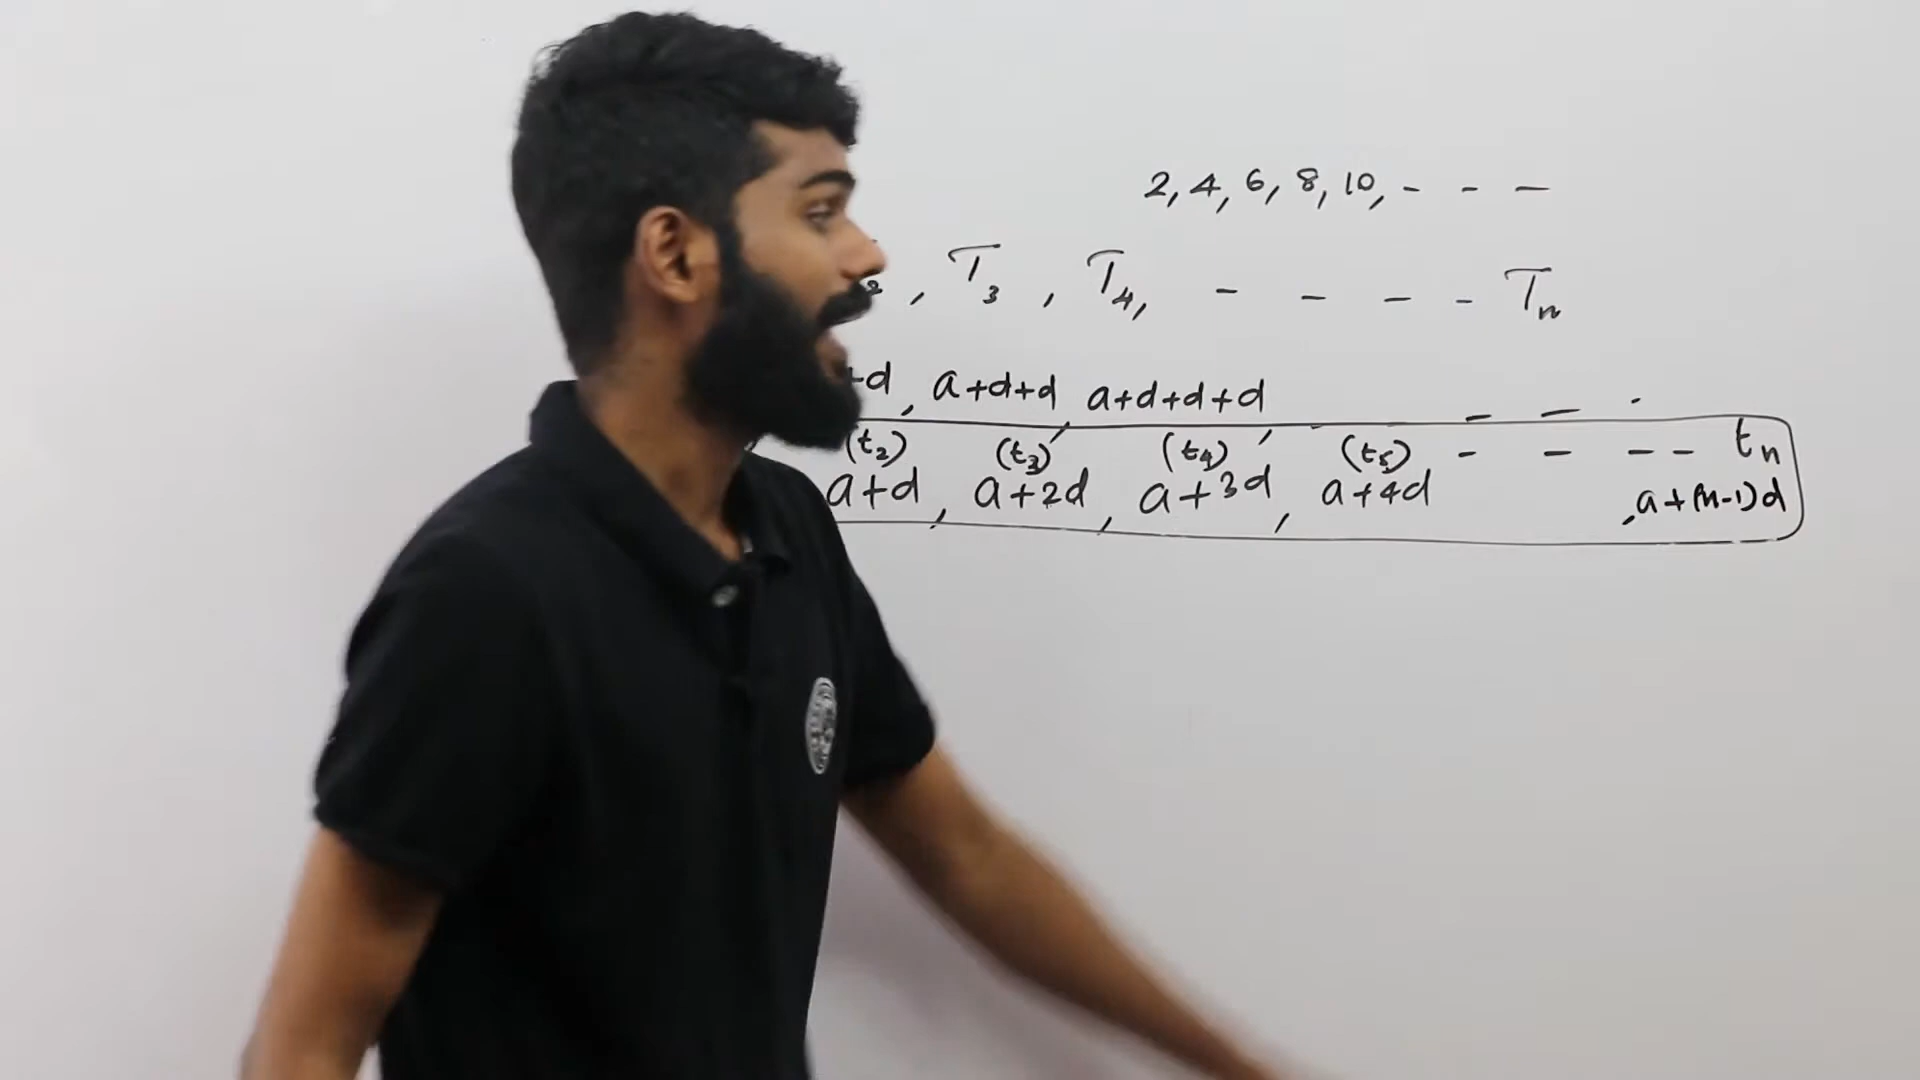 2, 4, 6, 8, 10, - - -
, T3 , T4, - - - - Tn
+d , a+d+d , a+d+d+d , - - .
(t2) (t3) (t4) (t5) - - - - tn
a+d , a+2d , a+3d , a+4d , a+(n-1)d